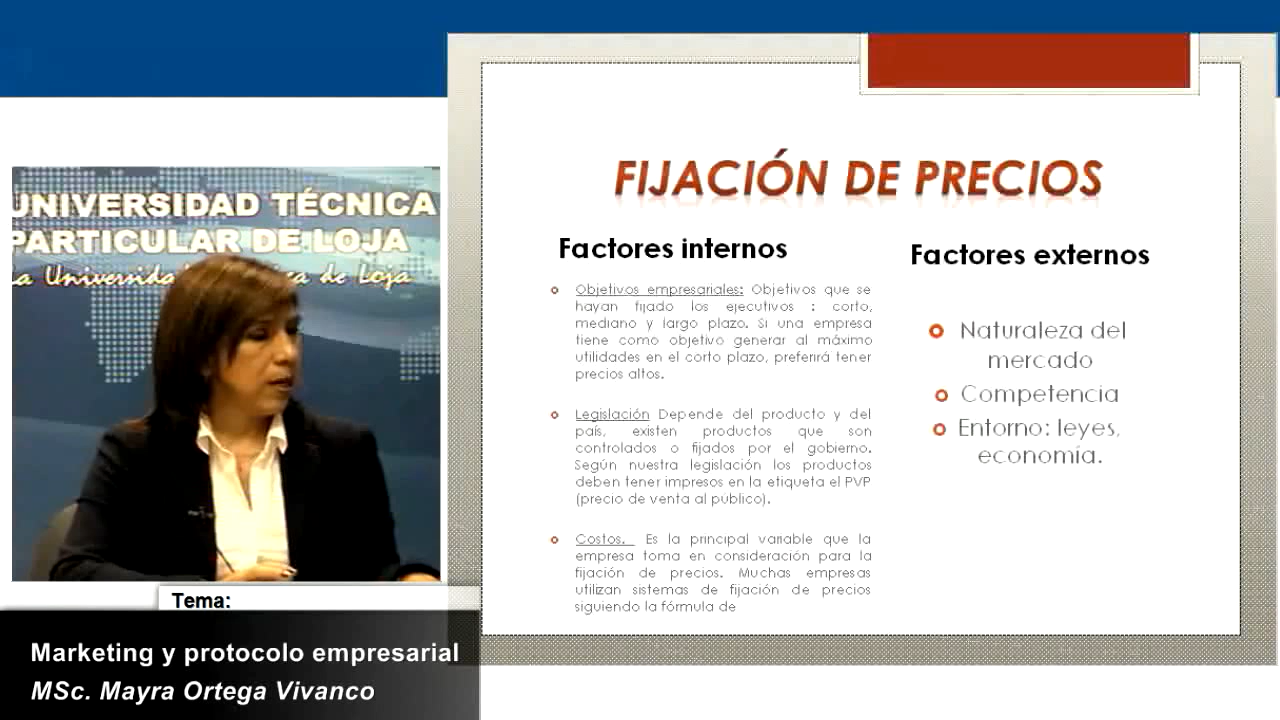 UNIVERSIDAD TÉCNICA
PARTICULAR DE LOJA
La Universida de Loja
FIJACIÓN DE PRECIOS
Factores internos
Objetivos empresariales: Objetivos que se
hayan fijado los ejecutivos : corto,
mediano y largo plazo. Si una empresa
tiene como objetivo generar al máximo
utilidades en el corto plazo, preferirá tener
precios altos.
Legislación Depende del producto y del
país, existen productos que son
controlados o fijados por el gobierno.
Según nuestra legislación los productos
deben tener impresos en la etiqueta el PVP
(precio de venta al público).
Costos. Es la principal variable que la
empresa toma en consideración para la
fijación de precios. Muchas empresas
utilizan sistemas de fijación de precios
siguiendo la fórmula de
Factores externos
Naturaleza del
mercado
Competencia
Entorno: leyes,
economía.
Tema:
Marketing y protocolo empresarial
MSc. Mayra Ortega Vivanco